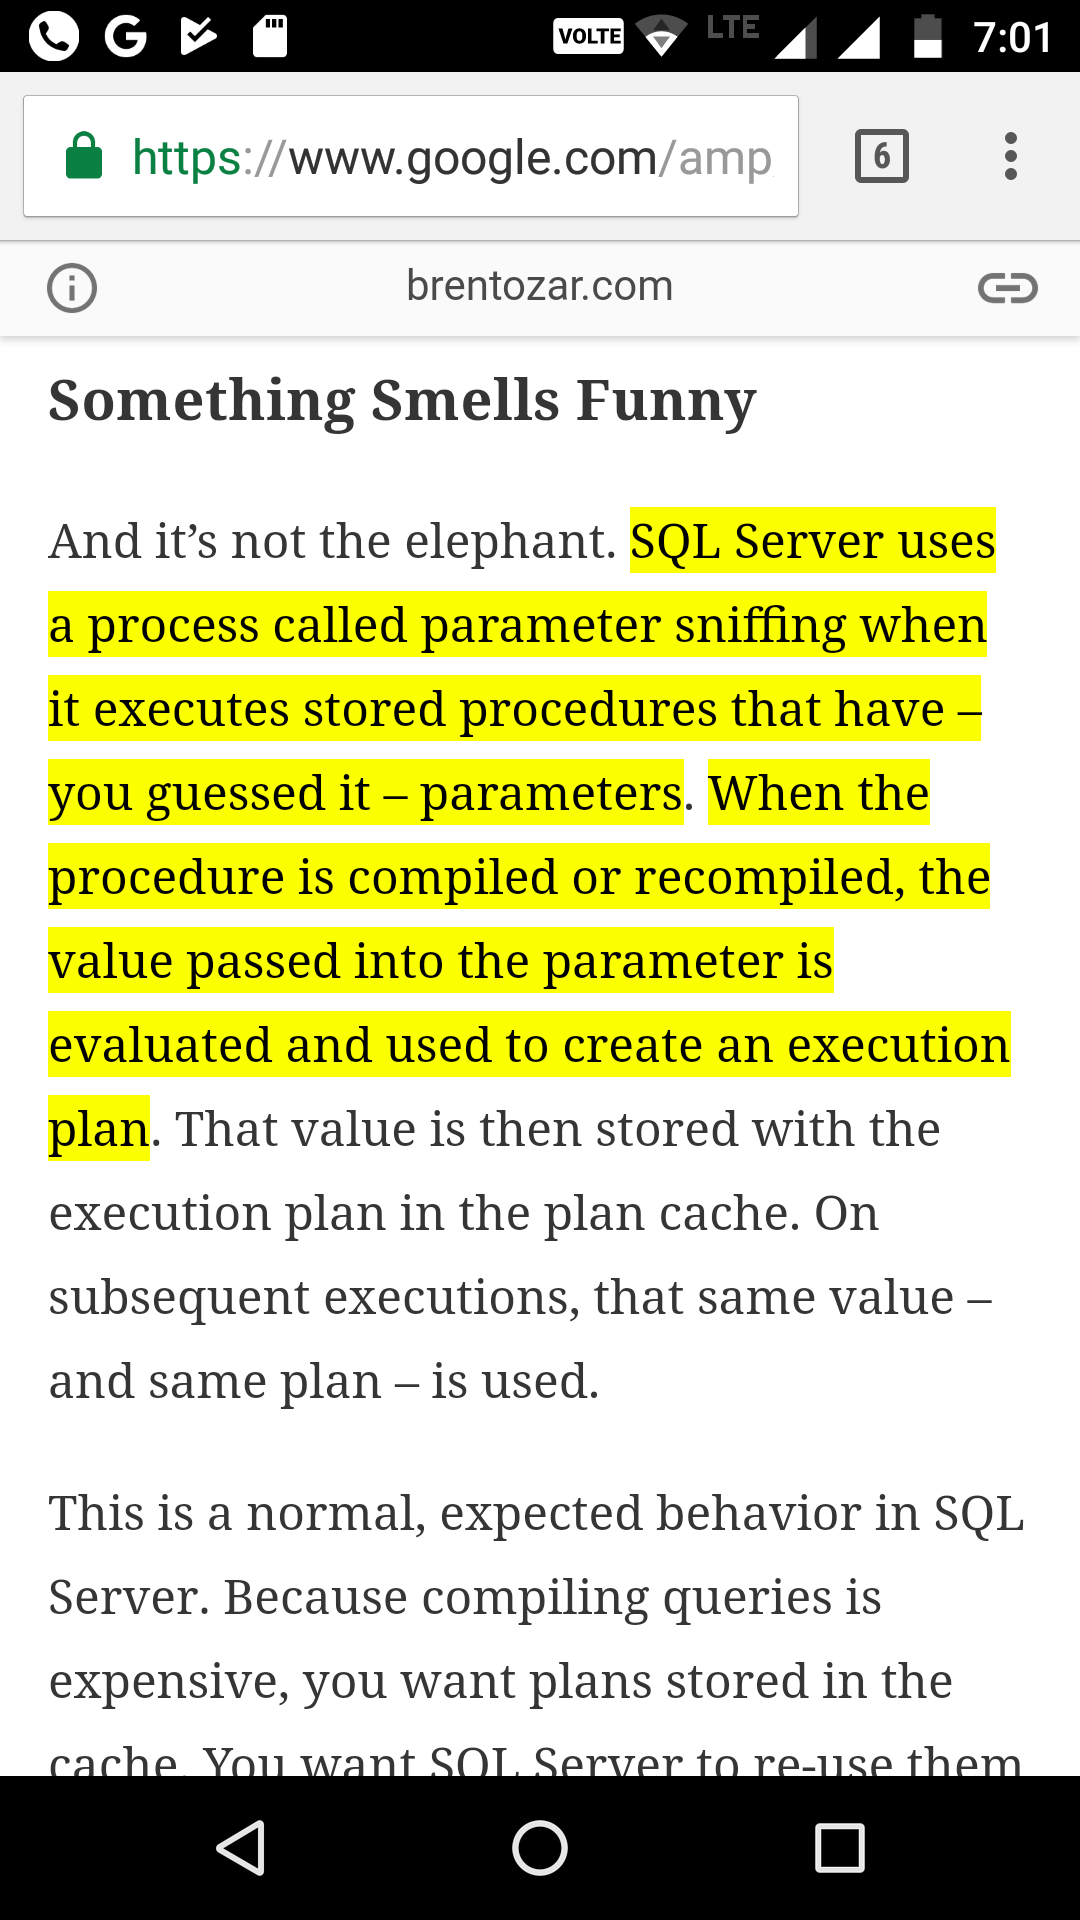 VOLTE LTE 7:01
https://www.google.com/amp 6
brentozar.com
Something Smells Funny
And it’s not the elephant. SQL Server uses
a process called parameter sniffing when
it executes stored procedures that have –
you guessed it – parameters. When the
procedure is compiled or recompiled, the
value passed into the parameter is
evaluated and used to create an execution
plan. That value is then stored with the
execution plan in the plan cache. On
subsequent executions, that same value –
and same plan – is used.
This is a normal, expected behavior in SQL
Server. Because compiling queries is
expensive, you want plans stored in the
cache. You want SQL Server to re-use them